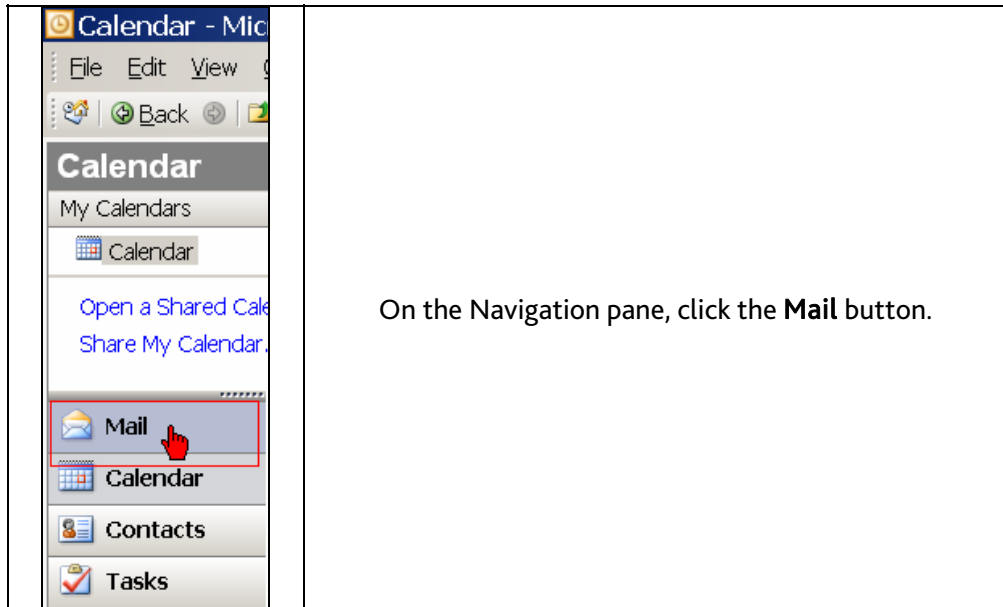 Calendar - Mic
File Edit View
Back
Calendar
My Calendars
Calendar
Open a Shared Cale
Share My Calendar.
On the Navigation pane, click the Mail button.
Mail
Calendar
Contacts
Tasks